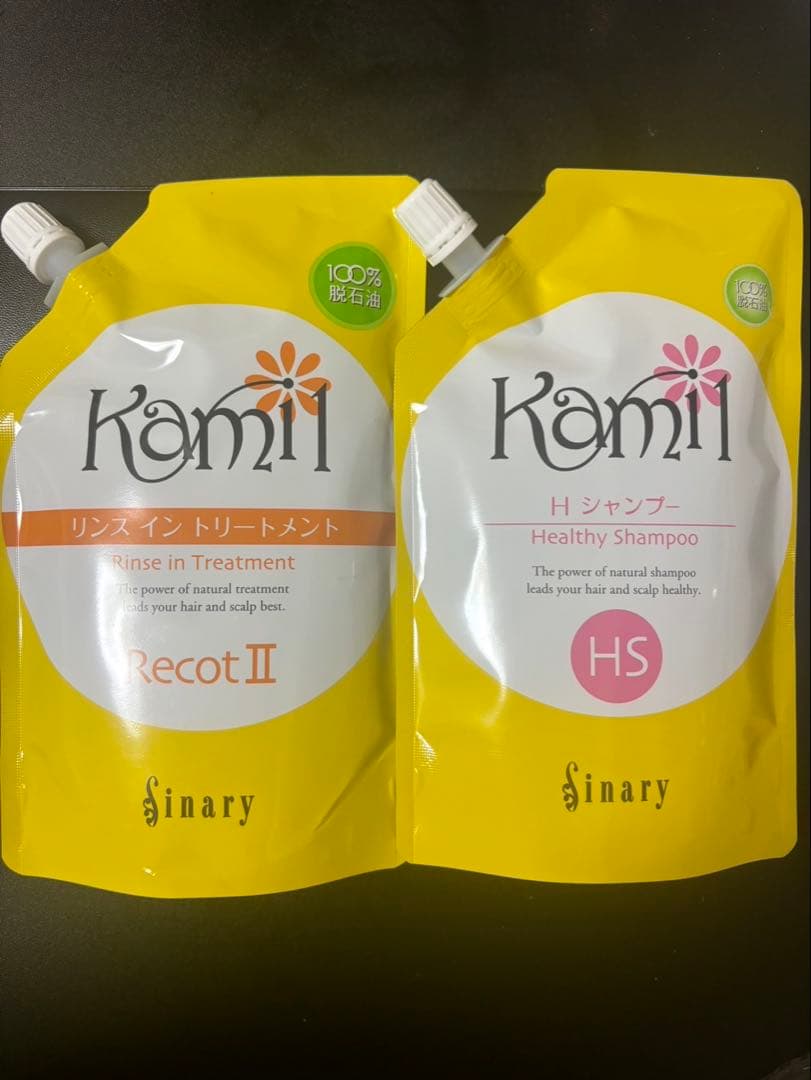 100%
脱石油
Kamil
リンス イン トリートメント
Rinse in Treatment
The power of natural treatment
leads your hair and scalp best.
Recot II
Sinary
100%
脱石油
Kamil
H シャンプー
Healthy Shampoo
The power of natural shampoo
leads your hair and scalp healthy.
HS
Sinary